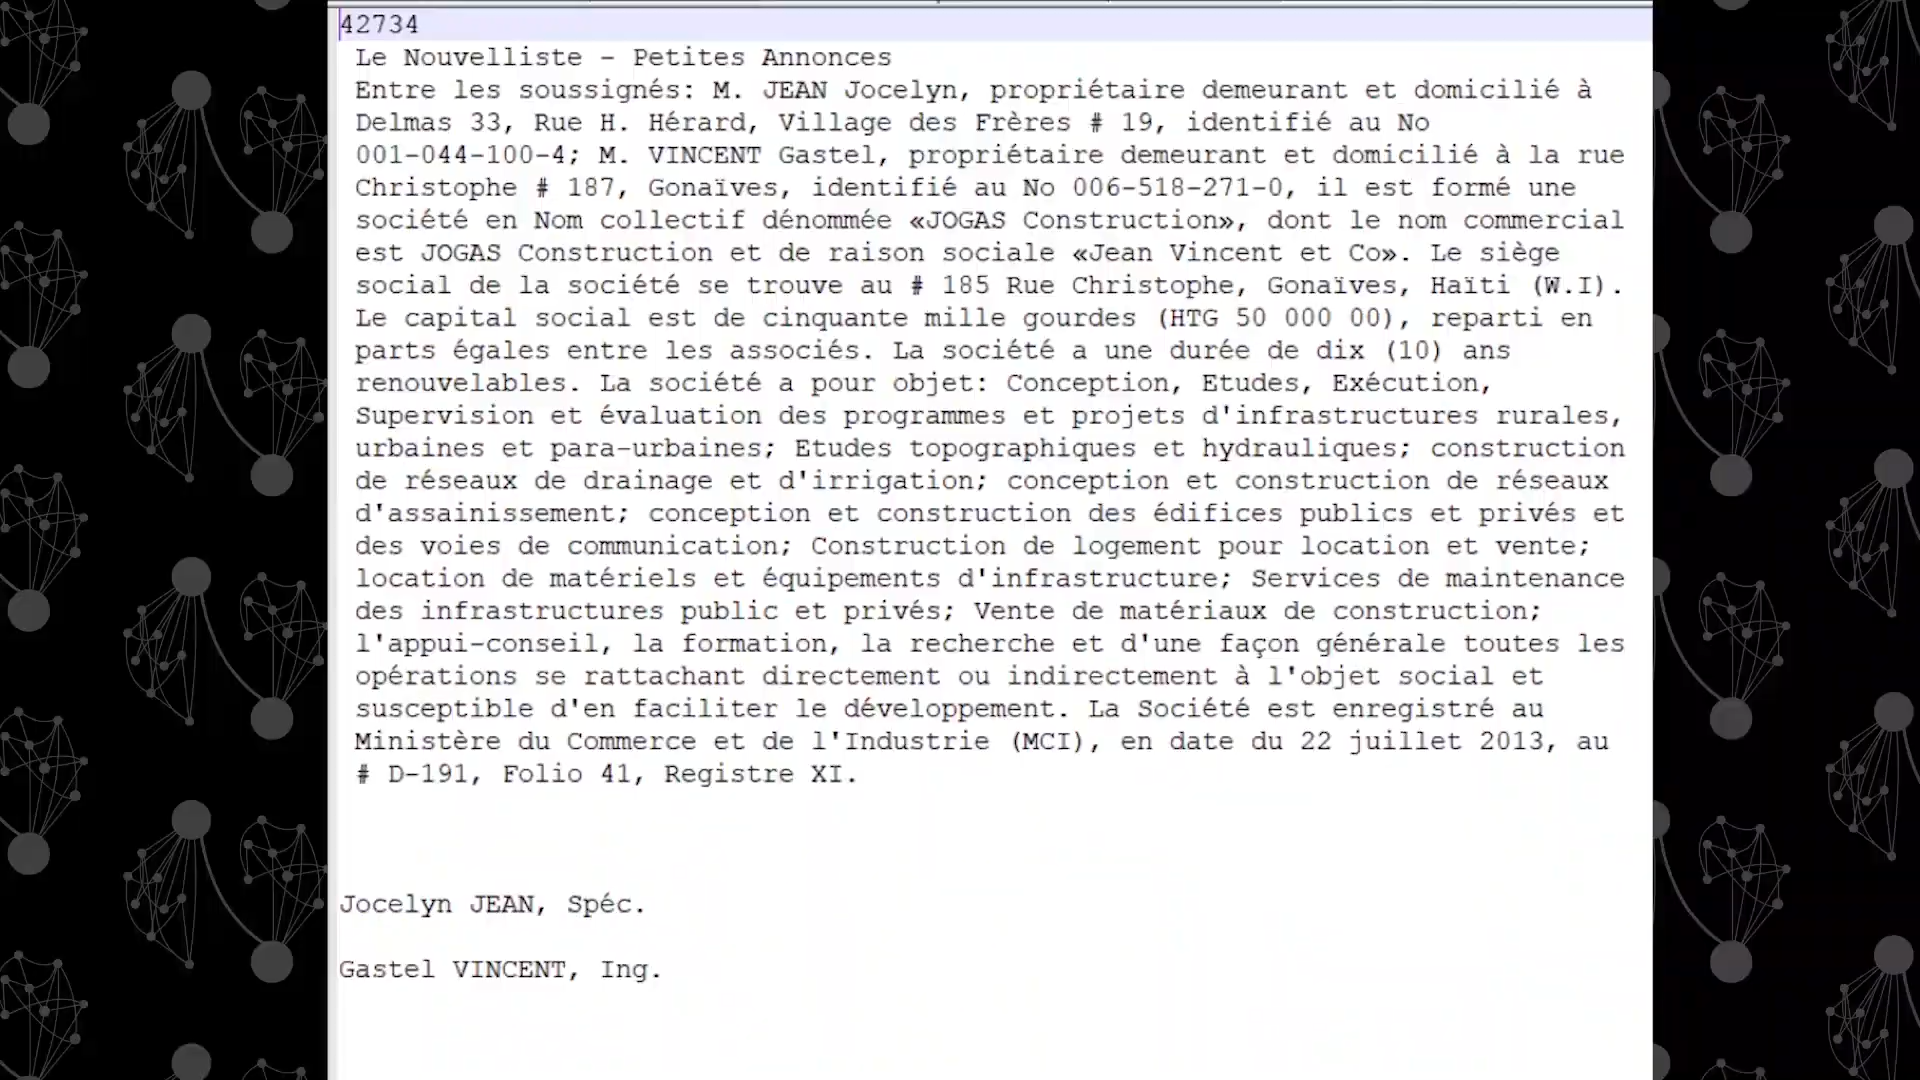 42734
Le Nouvelliste - Petites Annonces
Entre les soussignés: M. JEAN Jocelyn, propriétaire demeurant et domicilié à
Delmas 33, Rue H. Hérard, Village des Frères # 19, identifié au No
001-044-100-4; M. VINCENT Gastel, propriétaire demeurant et domicilié à la rue
Christophe # 187, Gonaïves, identifié au No 006-518-271-0, il est formé une
société en Nom collectif dénommée «JOGAS Construction», dont le nom commercial
est JOGAS Construction et de raison sociale «Jean Vincent et Co». Le siège
social de la société se trouve au # 185 Rue Christophe, Gonaïves, Haïti (W.I).
Le capital social est de cinquante mille gourdes (HTG 50 000 00), reparti en
parts égales entre les associés. La société a une durée de dix (10) ans
renouvelables. La société a pour objet: Conception, Etudes, Exécution,
Supervision et évaluation des programmes et projets d'infrastructures rurales,
urbaines et para-urbaines; Etudes topographiques et hydrauliques; construction
de réseaux de drainage et d'irrigation; conception et construction de réseaux
d'assainissement; conception et construction des édifices publics et privés et
des voies de communication; Construction de logement pour location et vente;
location de matériels et équipements d'infrastructure; Services de maintenance
des infrastructures public et privés; Vente de matériaux de construction;
l'appui-conseil, la formation, la recherche et d'une façon générale toutes les
opérations se rattachant directement ou indirectement à l'objet social et
susceptible d'en faciliter le développement. La Société est enregistré au
Ministère du Commerce et de l'Industrie (MCI), en date du 22 juillet 2013, au
# D-191, Folio 41, Registre XI.
Jocelyn JEAN, Spéc.
Gastel VINCENT, Ing.